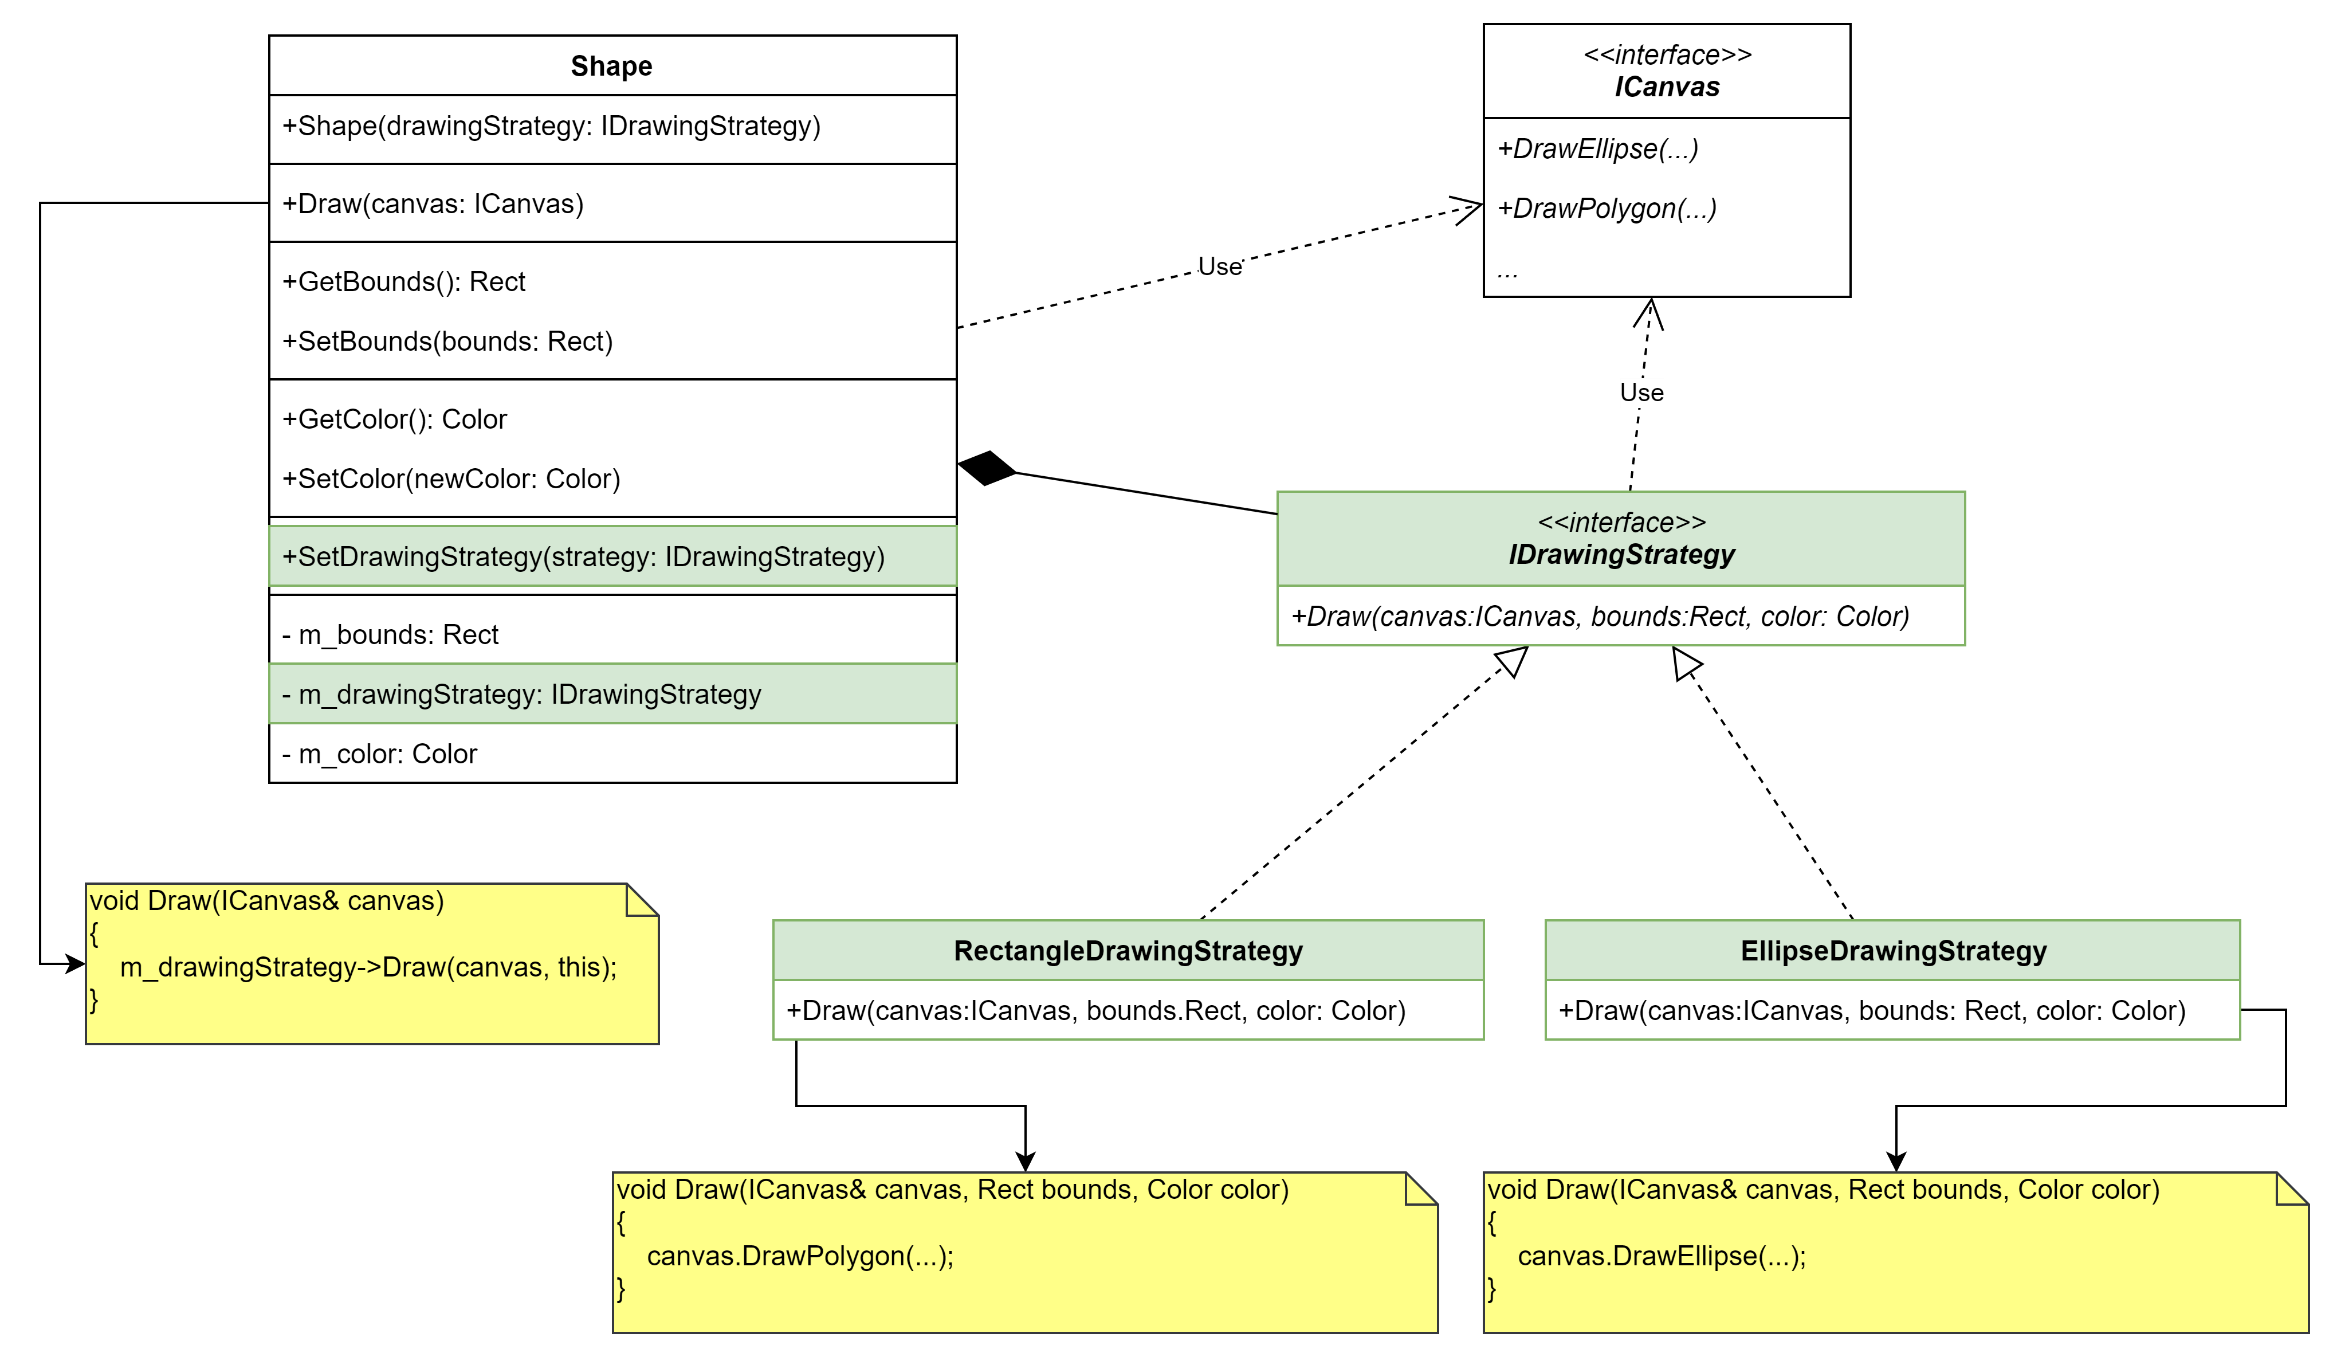 Shape
+Shape(drawingStrategy: IDrawingStrategy)
+Draw(canvas: ICanvas)
+GetBounds(): Rect
+SetBounds(bounds: Rect)
+GetColor(): Color
+SetColor(newColor: Color)
+SetDrawingStrategy(strategy: IDrawingStrategy)
- m_bounds: Rect
- m_drawingStrategy: IDrawingStrategy
- m_color: Color
Use
<<interface>>
ICanvas
+DrawEllipse(...)
+DrawPolygon(...)
...
Use
<<interface>>
IDrawingStrategy
+Draw(canvas:ICanvas, bounds:Rect, color: Color)
void Draw(ICanvas& canvas)
{
m_drawingStrategy->Draw(canvas, this);
}
RectangleDrawingStrategy
+Draw(canvas:ICanvas, bounds.Rect, color: Color)
EllipseDrawingStrategy
+Draw(canvas:ICanvas, bounds: Rect, color: Color)
void Draw(ICanvas& canvas, Rect bounds, Color color)
{
canvas.DrawPolygon(...);
}
void Draw(ICanvas& canvas, Rect bounds, Color color)
{
canvas.DrawEllipse(...);
}